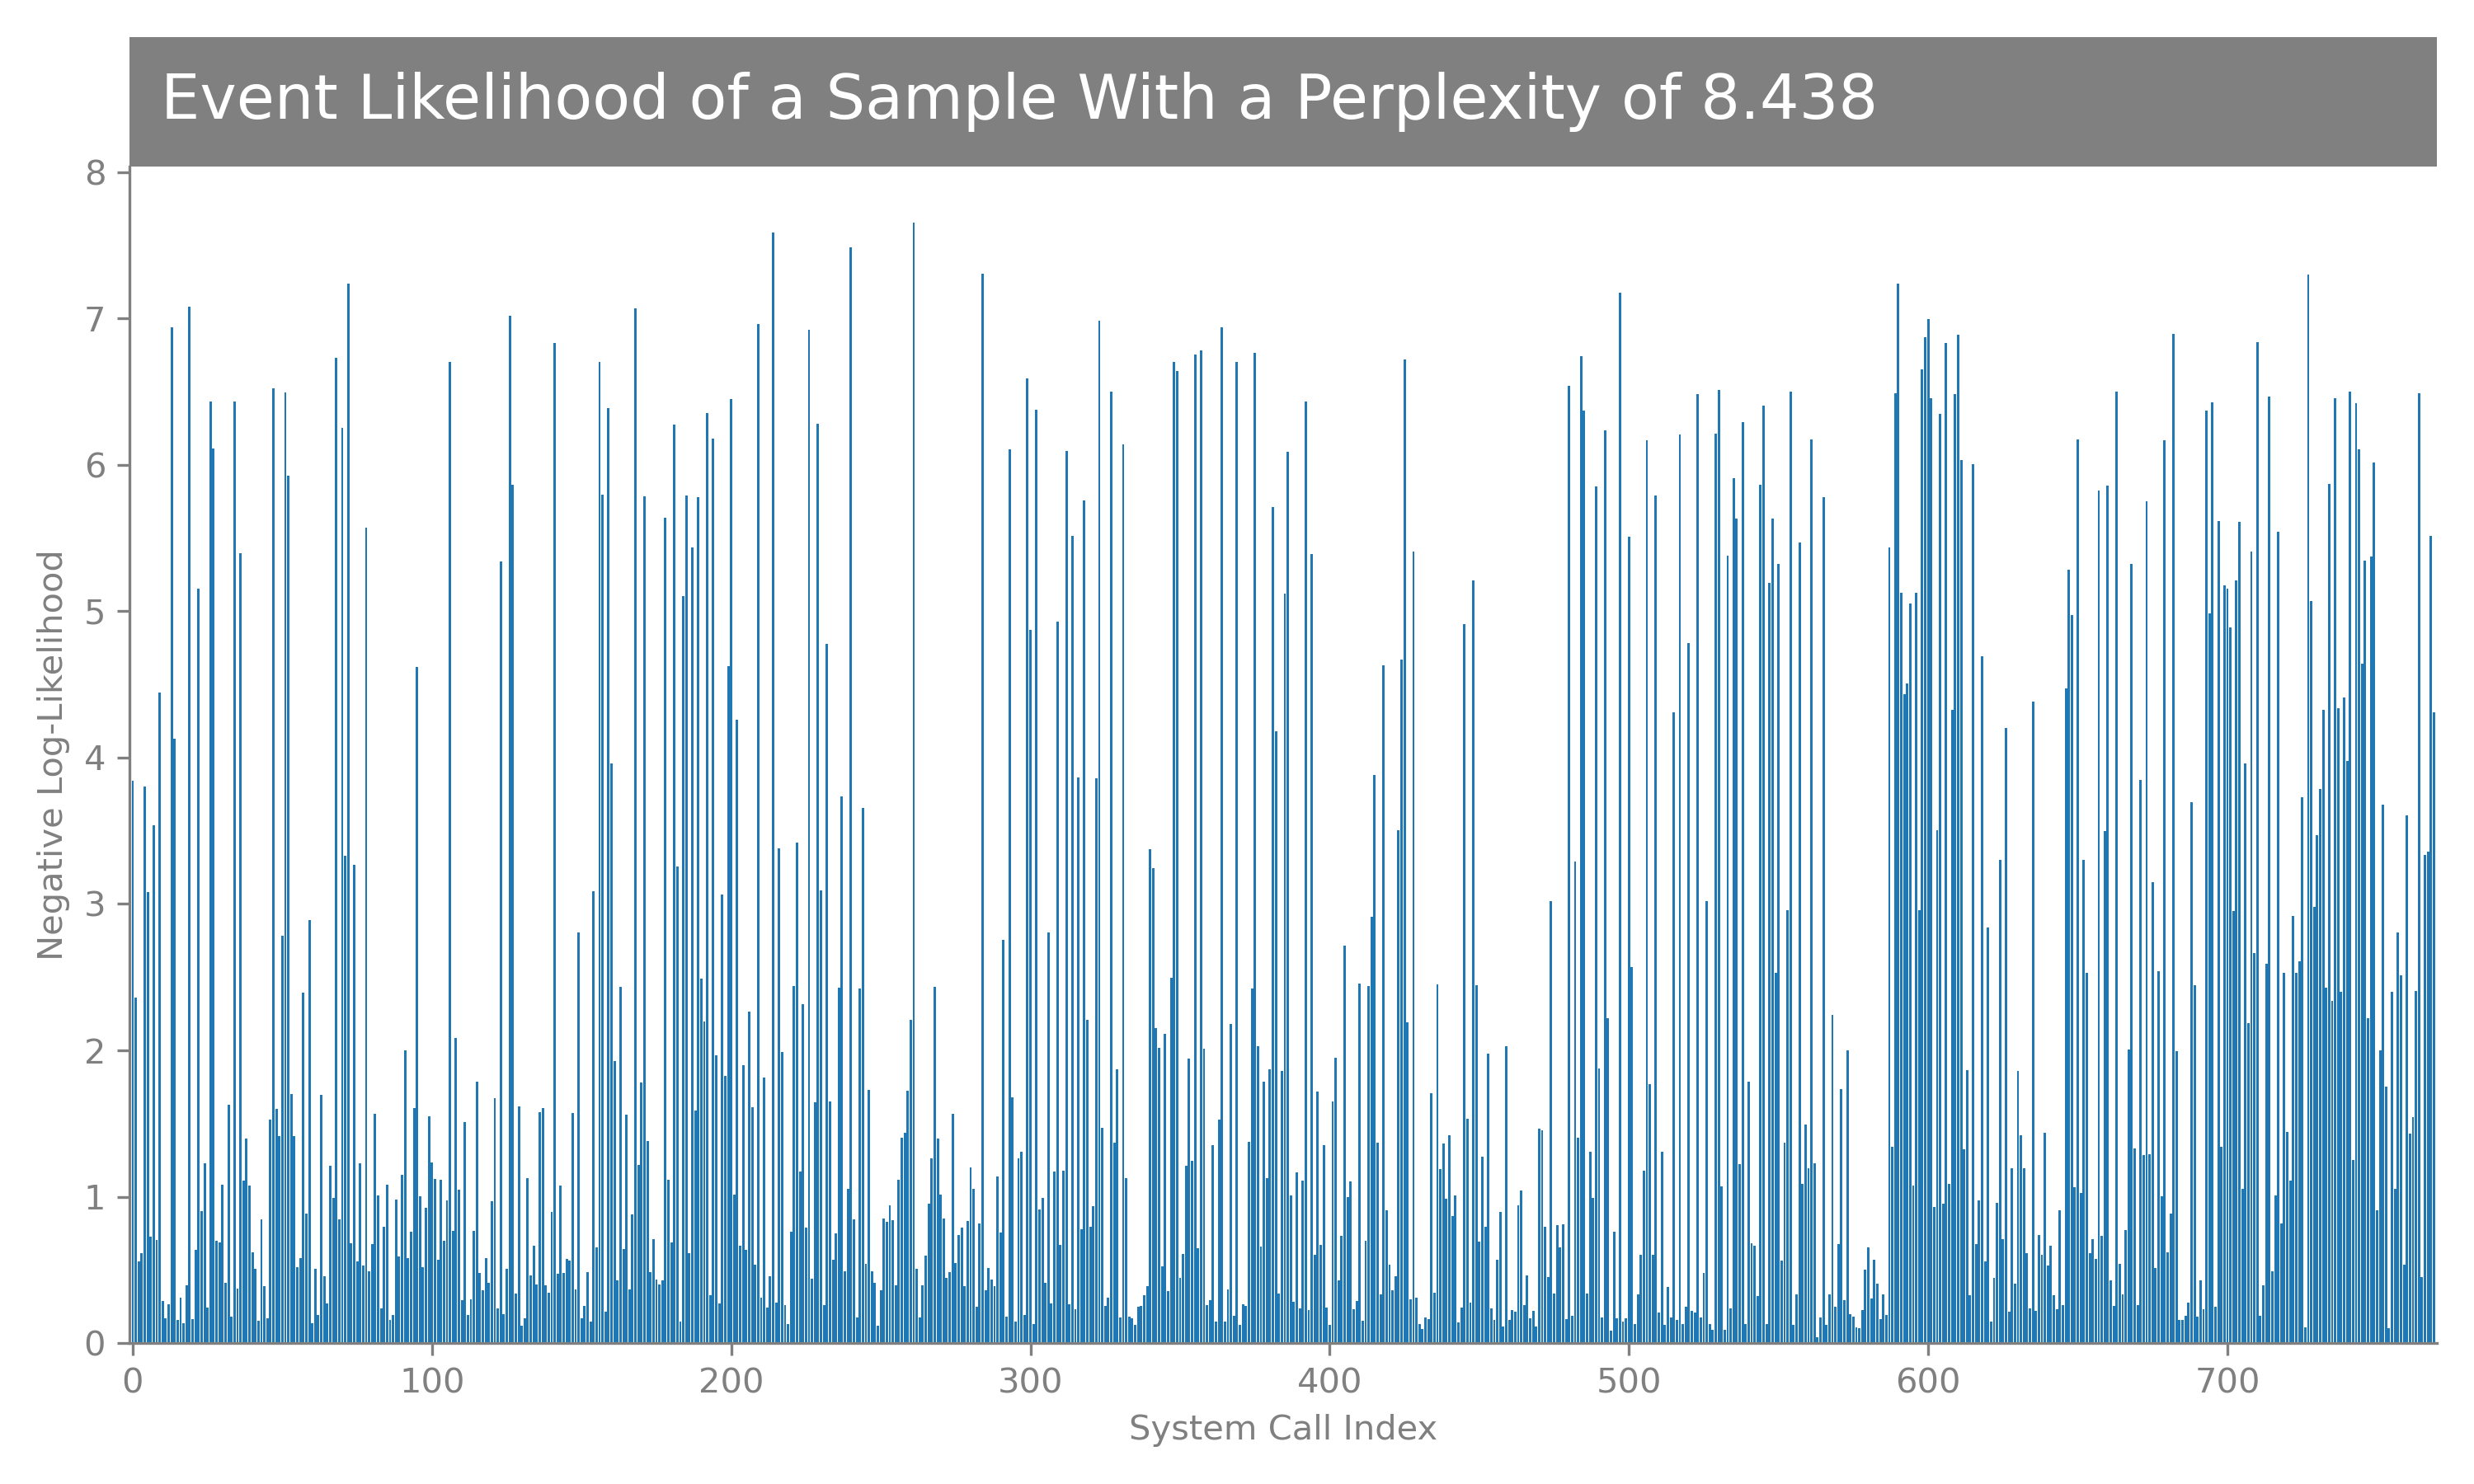 Event Likelihood of a Sample With a Perplexity of 8.438
8
7
6
5
4
3
2
1
0
Negative Log-Likelihood
0 100 200 300 400 500 600 700
System Call Index